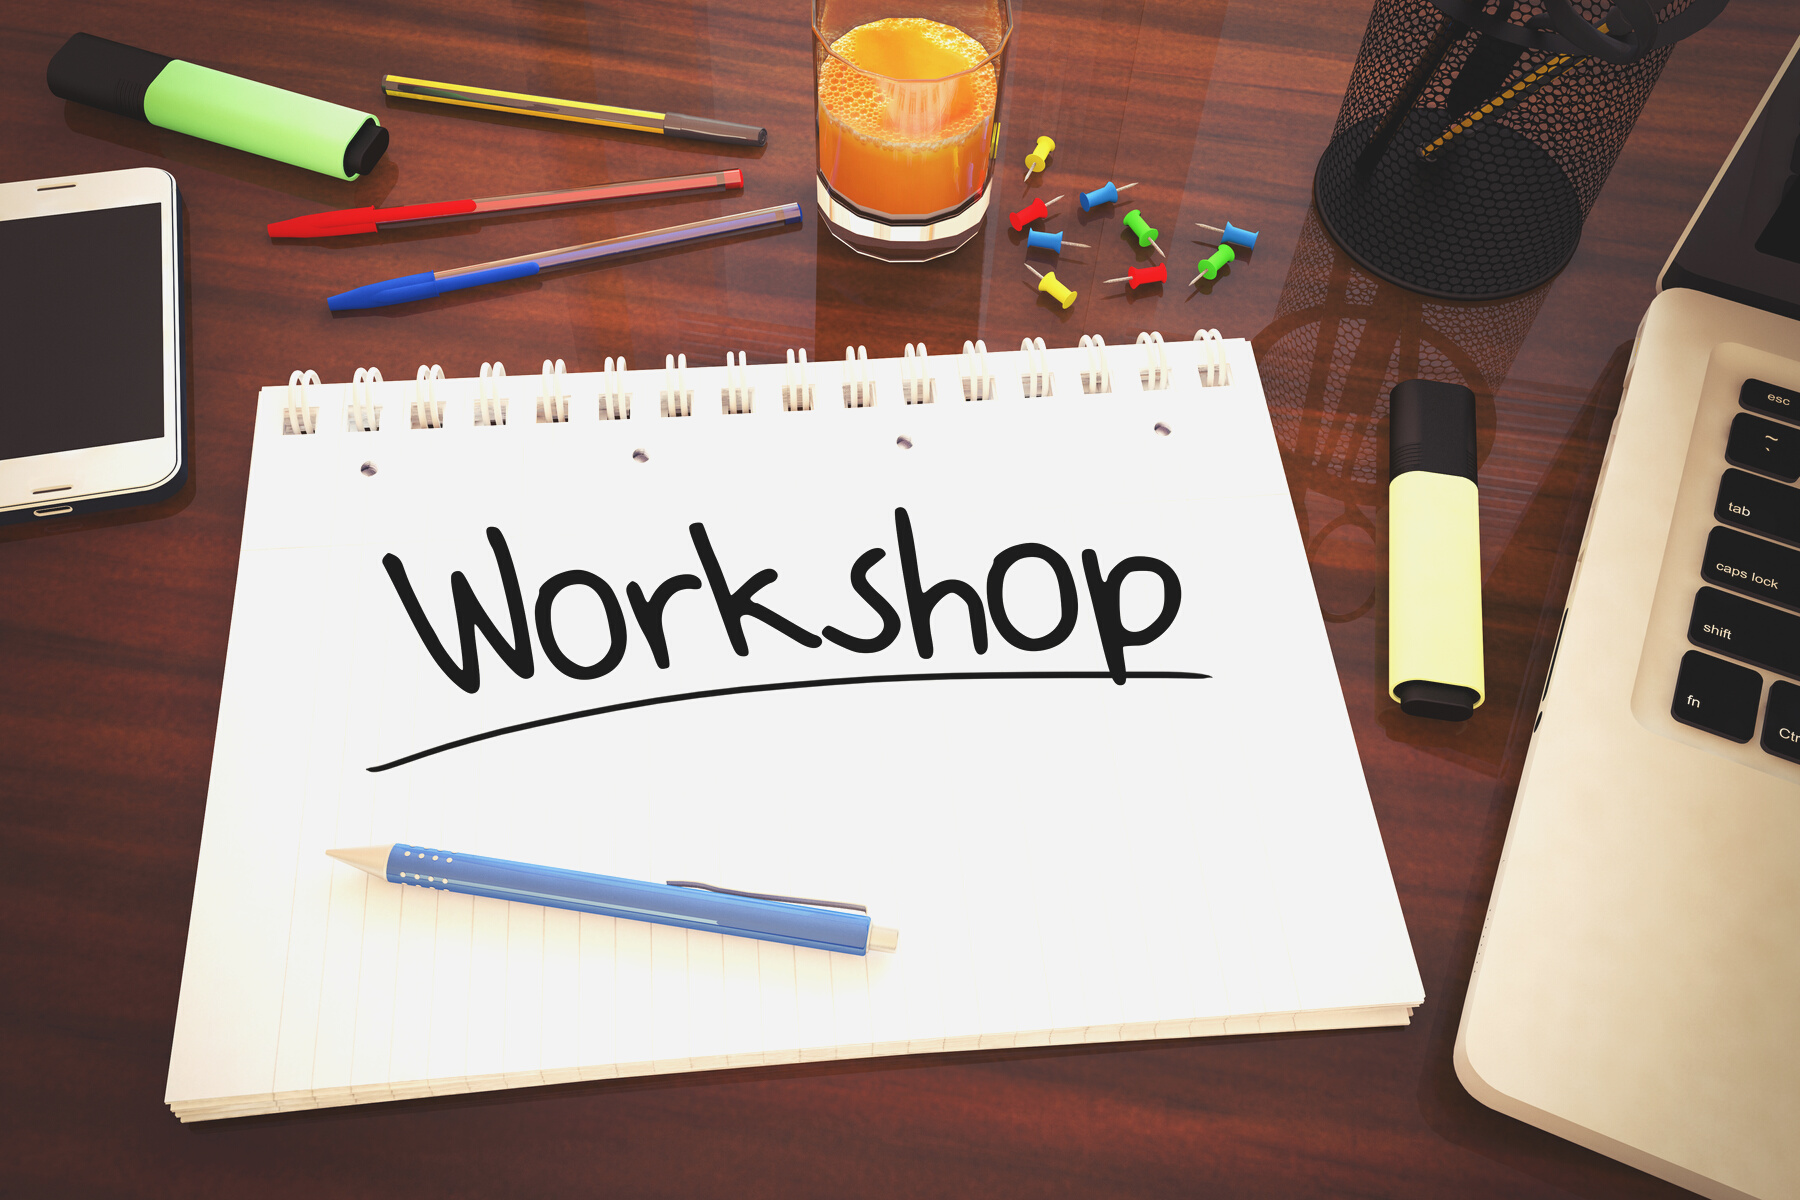 Workshop
esc
~
`
tab
caps lock
shift
fn